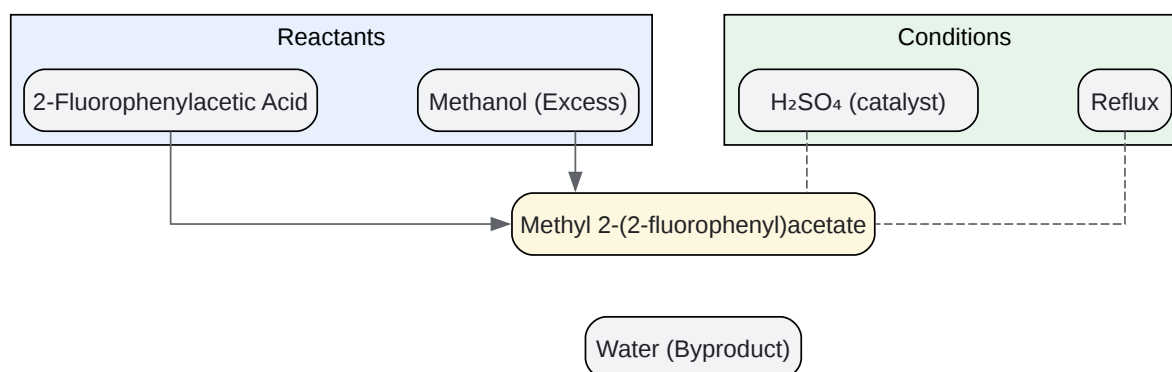 Reactants
Conditions
2-Fluorophenylacetic Acid
Methanol (Excess)
H₂SO₄ (catalyst)
Reflux
Methyl 2-(2-fluorophenyl)acetate
Water (Byproduct)